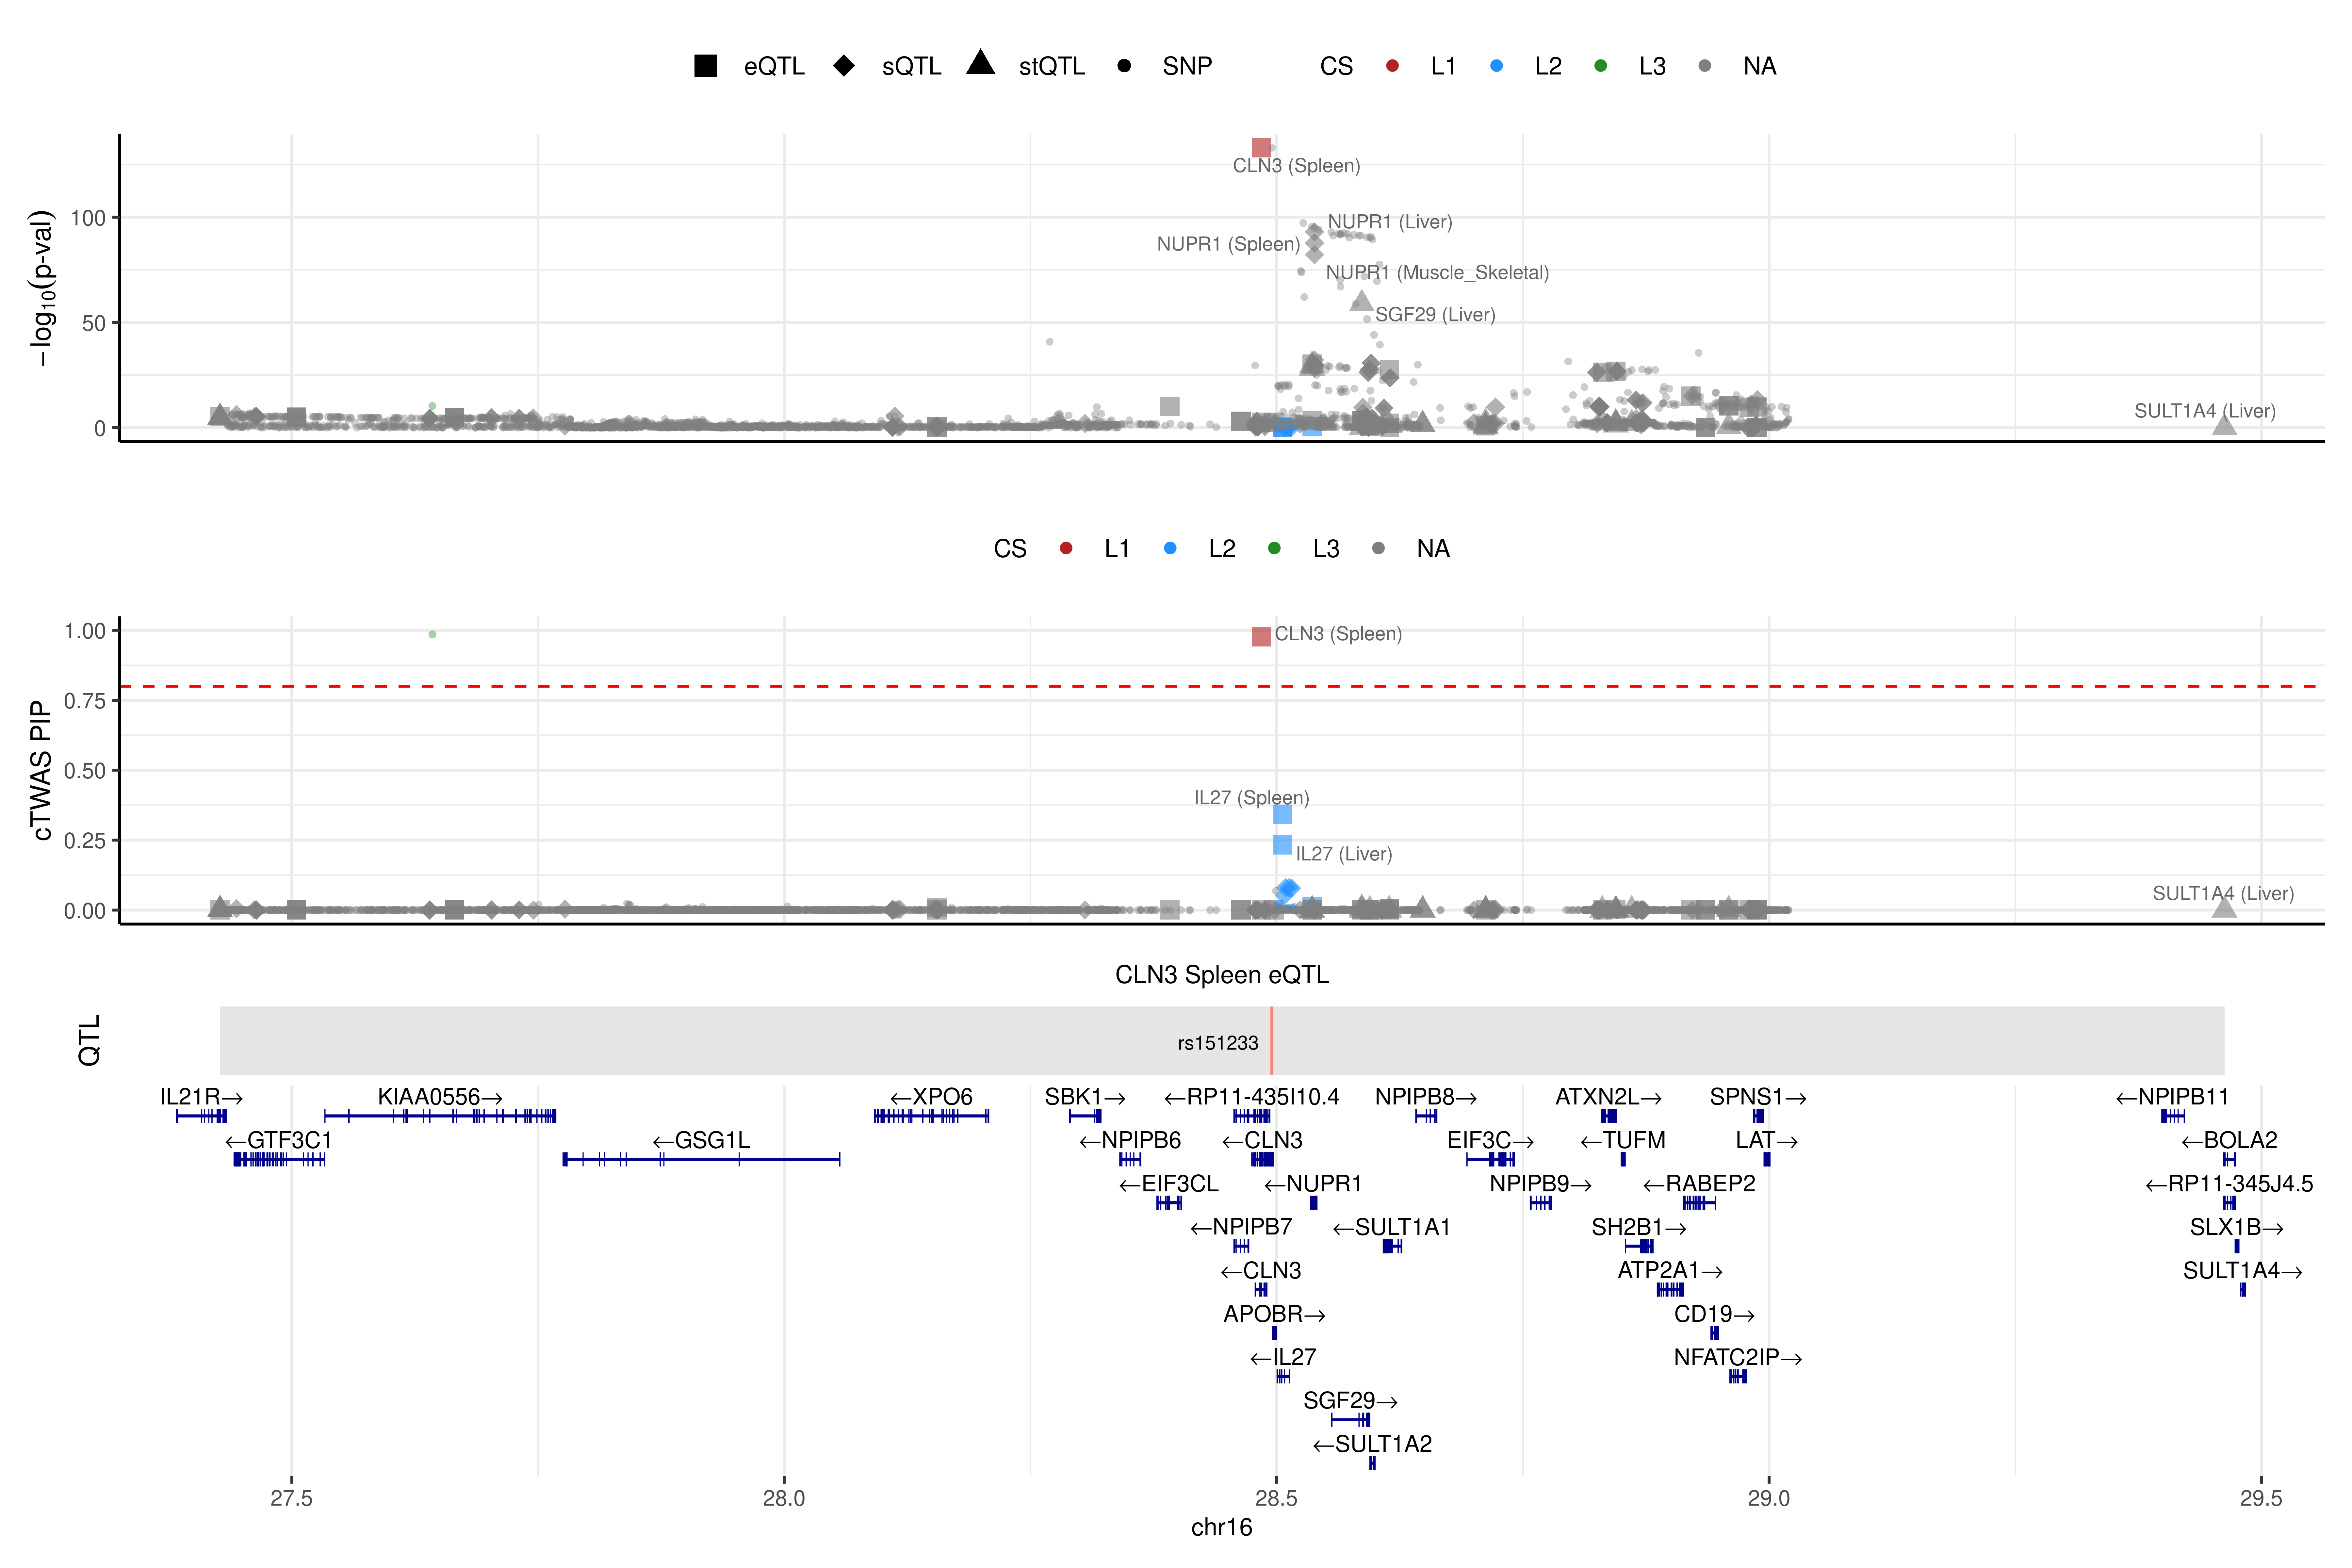 eQTL sQTL stQTL SNP CS L1 L2 L3 NA
−log10(p-val)
100
50
0
CLN3 (Spleen)
NUPR1 (Liver)
NUPR1 (Spleen)
NUPR1 (Muscle_Skeletal)
SGF29 (Liver)
SULT1A4 (Liver)
CS L1 L2 L3 NA
cTWAS PIP
1.00
0.75
0.50
0.25
0.00
CLN3 (Spleen)
IL27 (Spleen)
IL27 (Liver)
SULT1A4 (Liver)
CLN3 Spleen eQTL
QTL
rs151233
IL21R→ KIAA0556→ ←XPO6 SBK1→ ←RP11-435I10.4 NPIPB8→ ATXN2L→ SPNS1→ ←NPIPB11
←GTF3C1 ←GSG1L ←NPIPB6 ←CLN3 EIF3C→ ←TUFM LAT→ ←BOLA2
←EIF3CL ←NUPR1 NPIPB9→ ←RABEP2 ←RP11-345J4.5
←NPIPB7 ←SULT1A1 SH2B1→ SLX1B→
←CLN3 ATP2A1→ SULT1A4→
APOBR→ CD19→
←IL27 NFATC2IP→
SGF29→
←SULT1A2
27.5 28.0 28.5 29.0 29.5
chr16